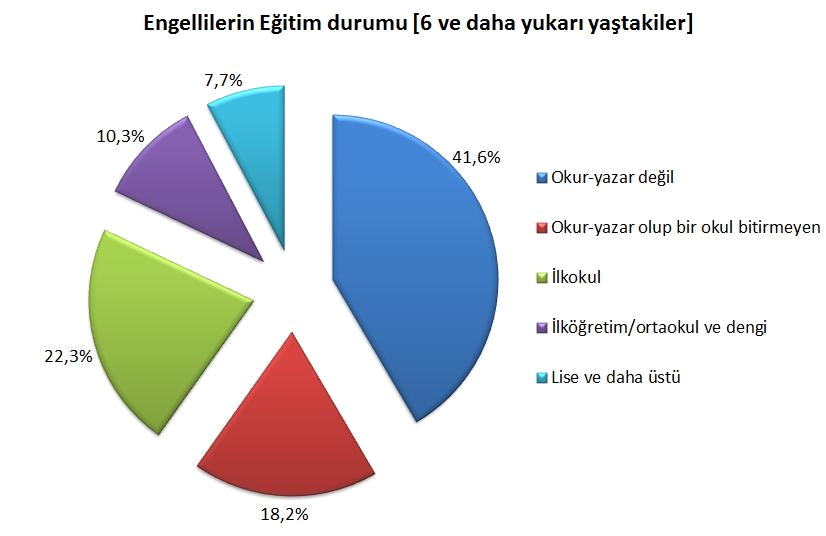 Engellilerin Eğitim durumu [6 ve daha yukarı yaştakiler]
7,7%
10,3%
41,6%
22,3%
18,2%
Okur-yazar değil
Okur-yazar olup bir okul bitirmeyen
İlkokul
İlköğretim/ortaokul ve dengi
Lise ve daha üstü